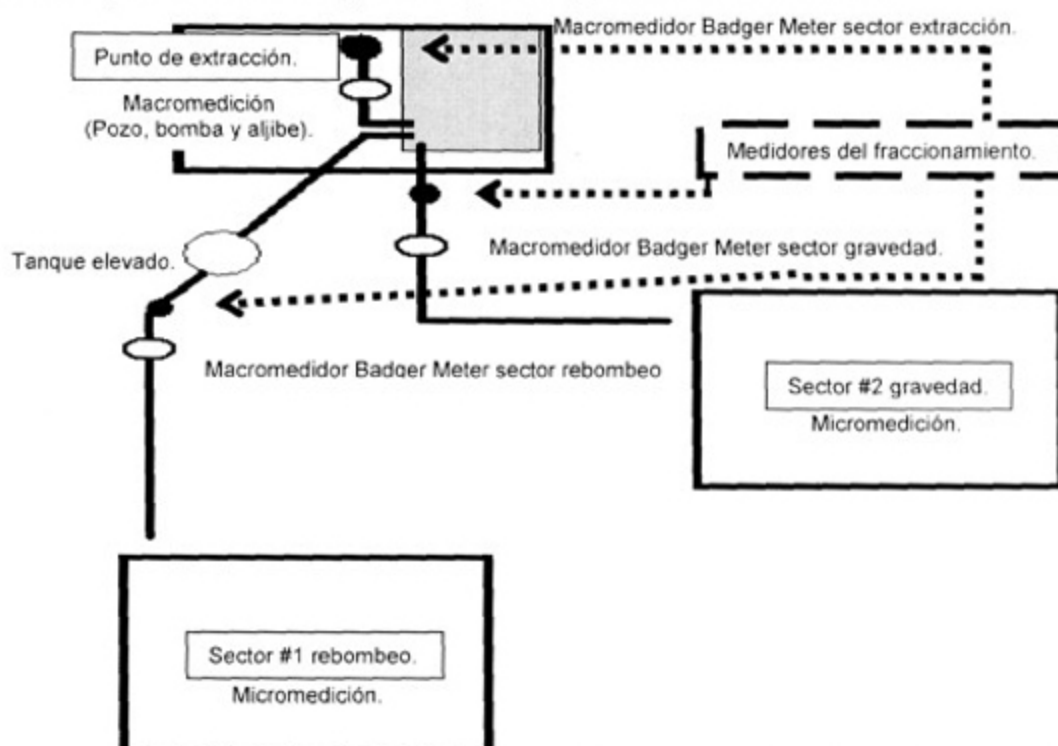 Macromedidor Badger Meter sector extracción.
Punto de extracción.
Macromedición
(Pozo, bomba y aljibe).
Medidores del fraccionamiento.
Macromedidor Badger Meter sector gravedad.
Tanque elevado.
Macromedidor Badger Meter sector rebombeo
Sector #2 gravedad.
Micromedición.
Sector #1 rebombeo.
Micromedición.